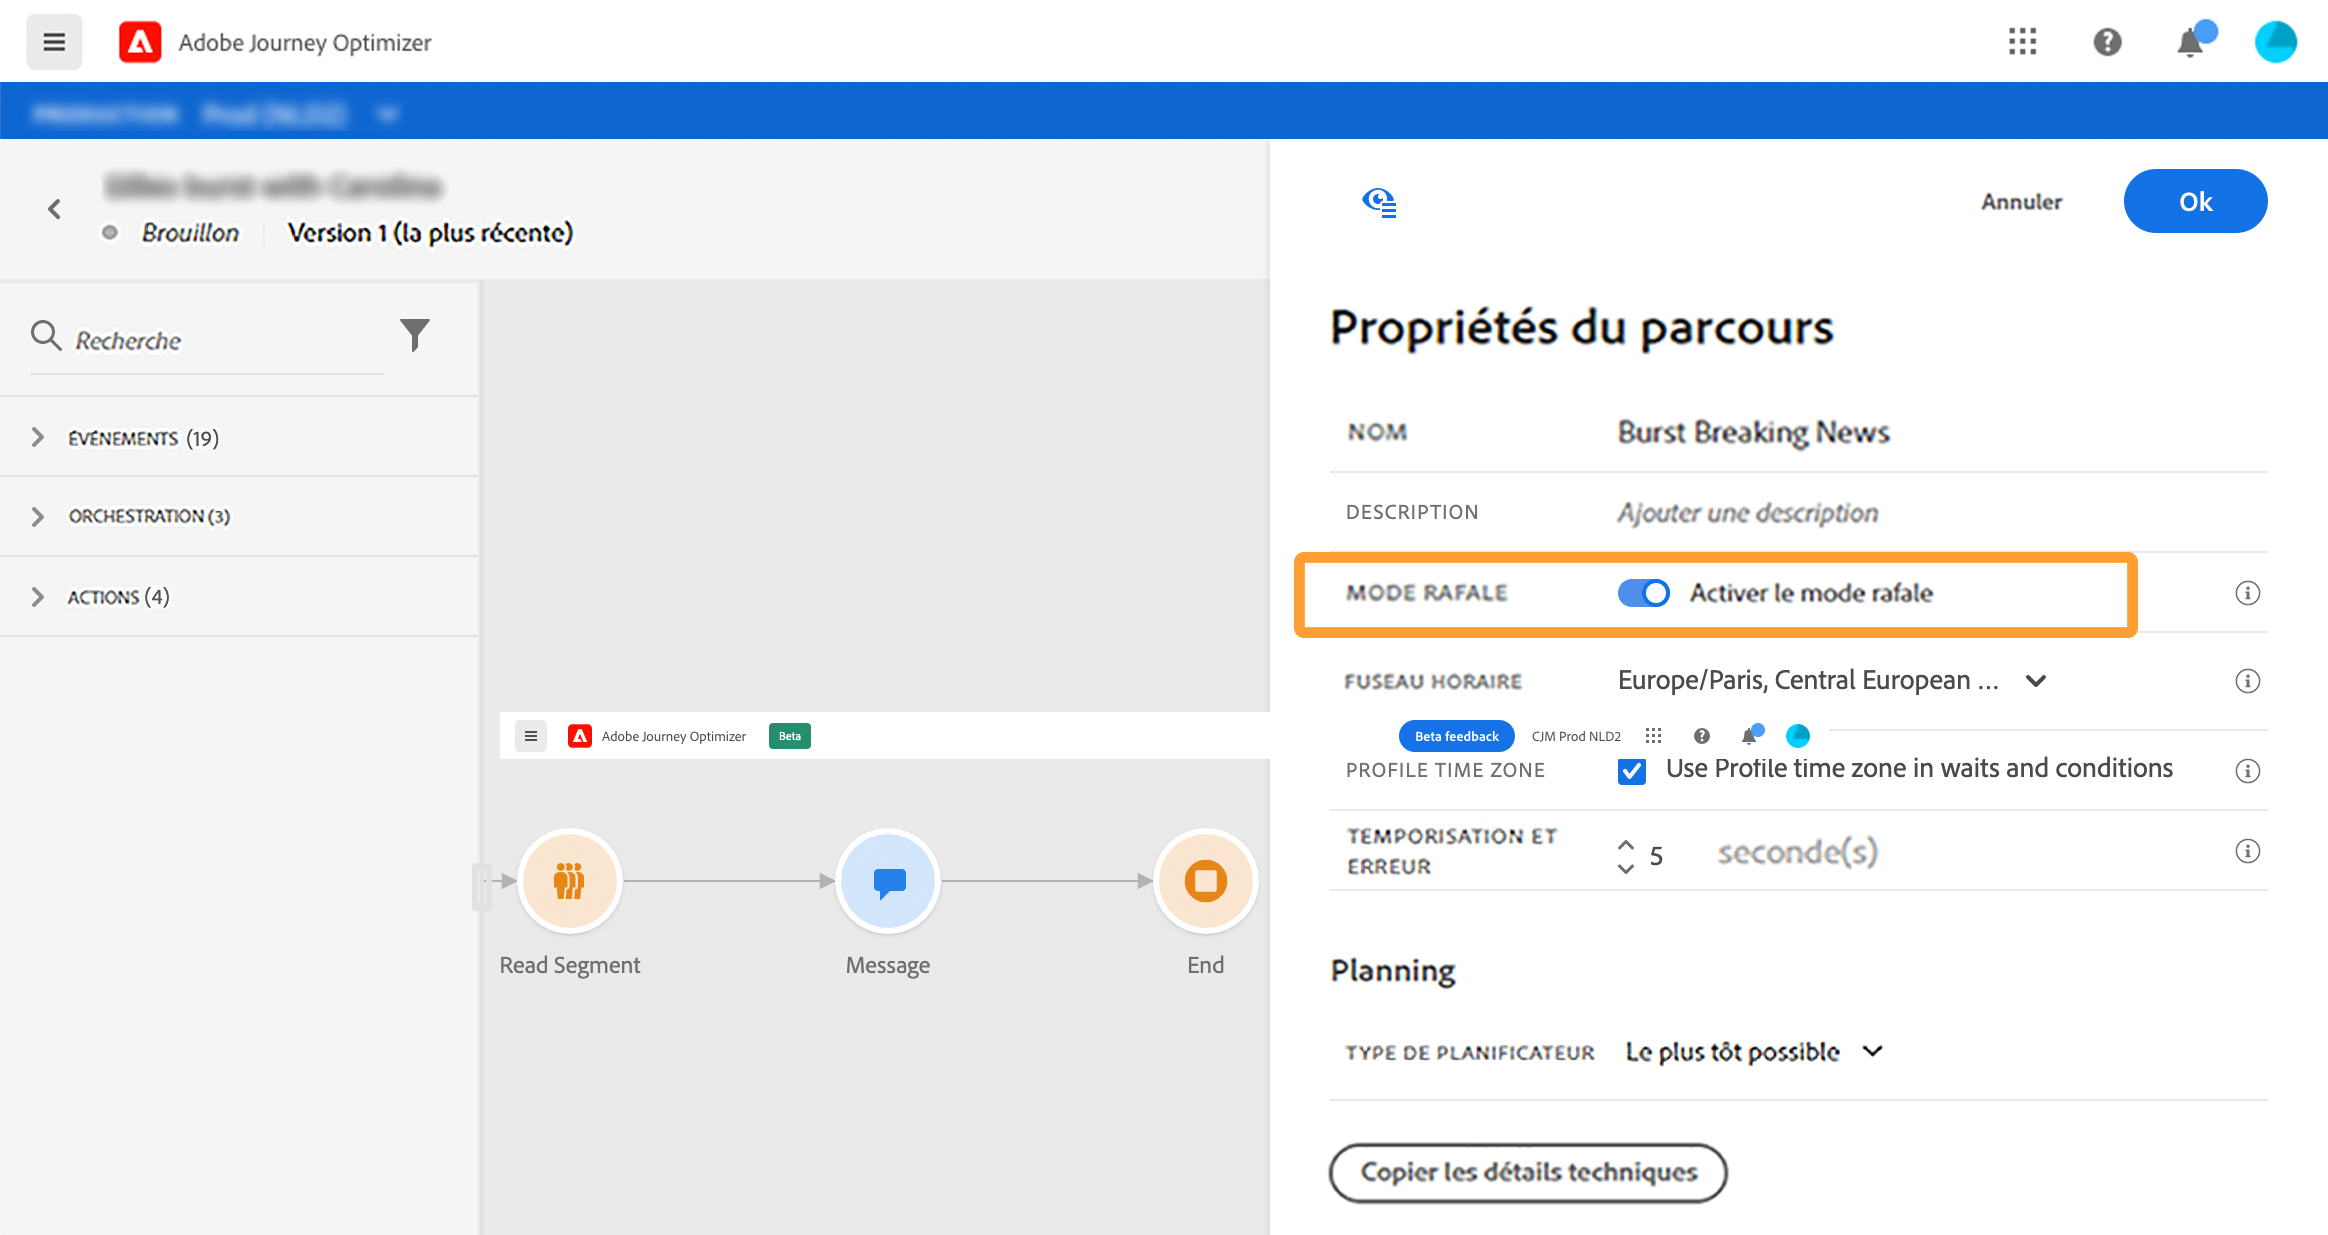 Adobe Journey Optimizer
PRODUCTION Prod (NLD2)
Brouillon Version 1 (la plus récente)
Annuler Ok
Recherche
ÉVÉNEMENTS (19)
ORCHESTRATION (3)
ACTIONS (4)
Propriétés du parcours
NOM Burst Breaking News
DESCRIPTION Ajouter une description
MODE RAFALE Activer le mode rafale
FUSEAU HORAIRE Europe/Paris, Central European ...
Adobe Journey Optimizer Beta Beta feedback CJM Prod NLD2
PROFILE TIME ZONE Use Profile time zone in waits and conditions
TEMPORISATION ET
ERREUR 5 seconde(s)
Read Segment Message End
Planning
TYPE DE PLANIFICATEUR Le plus tôt possible
Copier les détails techniques